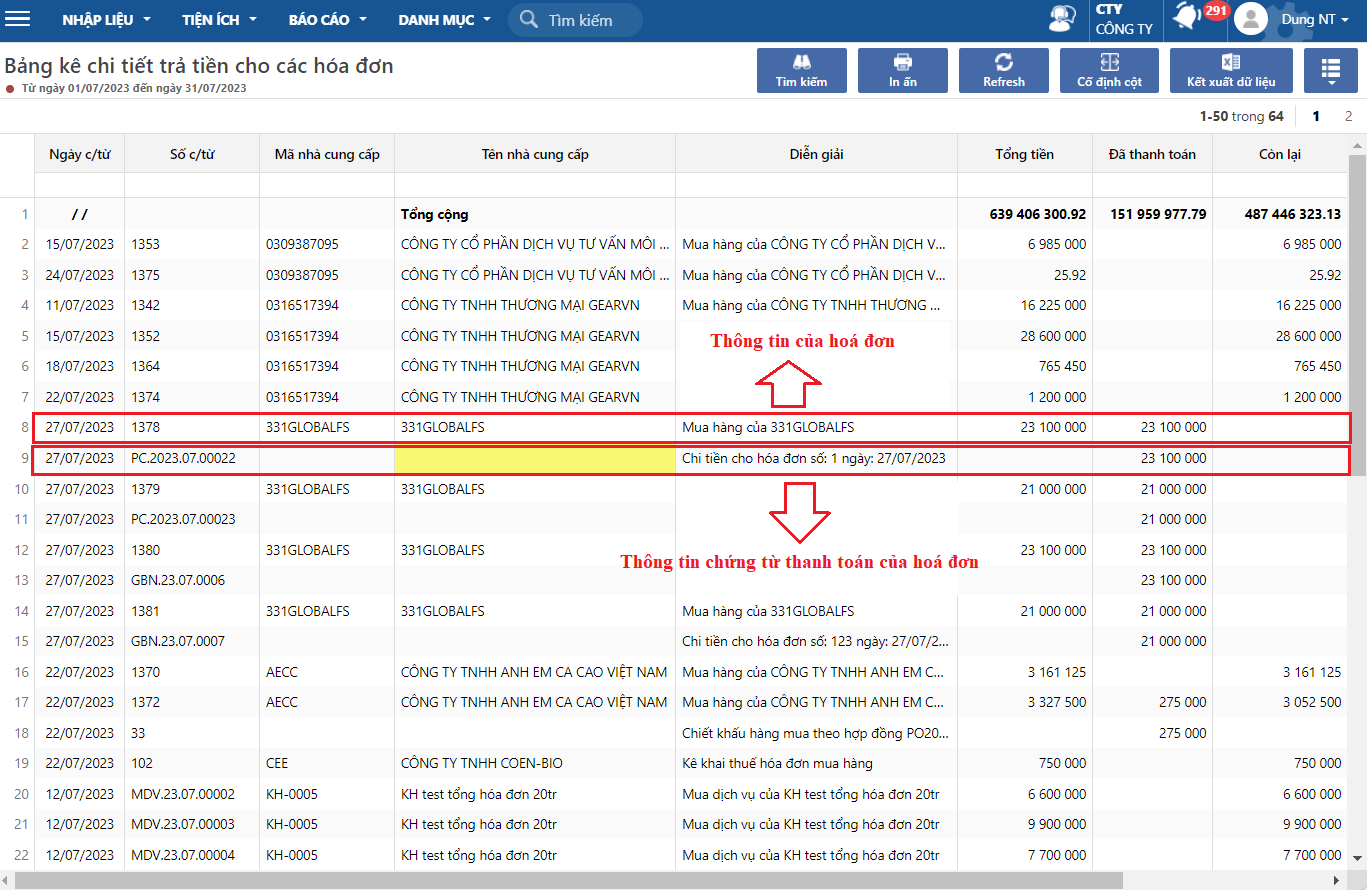 NHẬP LIỆU TIỆN ÍCH BÁO CÁO DANH MỤC Tìm kiếm CTY 291 Dung NT
CÔNG TY
Bảng kê chi tiết trả tiền cho các hóa đơn
Từ ngày 01/07/2023 đến ngày 31/07/2023
Tìm kiếm In ấn Refresh Cố định cột Kết xuất dữ liệu
1-50 trong 64 1 2
Ngày c/từ Số c/từ Mã nhà cung cấp Tên nhà cung cấp Diễn giải Tổng tiền Đã thanh toán Còn lại
1 / / Tổng cộng 639 406 300.92 151 959 977.79 487 446 323.13
2 15/07/2023 1353 0309387095 CÔNG TY CỔ PHẦN DỊCH VỤ TƯ VẤN MÔI ... Mua hàng của CÔNG TY CỔ PHẦN DỊCH V... 6 985 000 6 985 000
3 24/07/2023 1375 0309387095 CÔNG TY CỔ PHẦN DỊCH VỤ TƯ VẤN MÔI ... Mua hàng của CÔNG TY CỔ PHẦN DỊCH V... 25.92 25.92
4 11/07/2023 1342 0316517394 CÔNG TY TNHH THƯƠNG MẠI GEARVN Mua hàng của CÔNG TY TNHH THƯƠNG ... 16 225 000 16 225 000
5 15/07/2023 1352 0316517394 CÔNG TY TNHH THƯƠNG MẠI GEARVN 28 600 000 28 600 000
Thông tin của hoá đơn
6 18/07/2023 1364 0316517394 CÔNG TY TNHH THƯƠNG MẠI GEARVN 765 450 765 450
7 22/07/2023 1374 0316517394 CÔNG TY TNHH THƯƠNG MẠI GEARVN 1 200 000 1 200 000
8 27/07/2023 1378 331GLOBALFS 331GLOBALFS Mua hàng của 331GLOBALFS 23 100 000 23 100 000
9 27/07/2023 PC.2023.07.00022 Chi tiền cho hóa đơn số: 1 ngày: 27/07/2023 23 100 000
10 27/07/2023 1379 331GLOBALFS 331GLOBALFS 21 000 000 21 000 000
11 27/07/2023 PC.2023.07.00023 21 000 000
12 27/07/2023 1380 331GLOBALFS 331GLOBALFS 23 100 000 23 100 000
Thông tin chứng từ thanh toán của hoá đơn
13 27/07/2023 GBN.23.07.0006 23 100 000
14 27/07/2023 1381 331GLOBALFS 331GLOBALFS Mua hàng của 331GLOBALFS 21 000 000 21 000 000
15 27/07/2023 GBN.23.07.0007 Chi tiền cho hóa đơn số: 123 ngày: 27/07/2... 21 000 000
16 22/07/2023 1370 AECC CÔNG TY TNHH ANH EM CA CAO VIỆT NAM Mua hàng của CÔNG TY TNHH ANH EM C... 3 161 125 3 161 125
17 22/07/2023 1372 AECC CÔNG TY TNHH ANH EM CA CAO VIỆT NAM Mua hàng của CÔNG TY TNHH ANH EM C... 3 327 500 275 000 3 052 500
18 22/07/2023 33 Chiết khấu hàng mua theo hợp đồng PO20... 275 000
19 22/07/2023 102 CEE CÔNG TY TNHH COEN-BIO Kê khai thuế hóa đơn mua hàng 750 000 750 000
20 12/07/2023 MDV.23.07.00002 KH-0005 KH test tổng hóa đơn 20tr Mua dịch vụ của KH test tổng hóa đơn 20tr 6 600 000 6 600 000
21 12/07/2023 MDV.23.07.00003 KH-0005 KH test tổng hóa đơn 20tr Mua dịch vụ của KH test tổng hóa đơn 20tr 9 900 000 9 900 000
22 12/07/2023 MDV.23.07.00004 KH-0005 KH test tổng hóa đơn 20tr Mua dịch vụ của KH test tổng hóa đơn 20tr 7 700 000 7 700 000